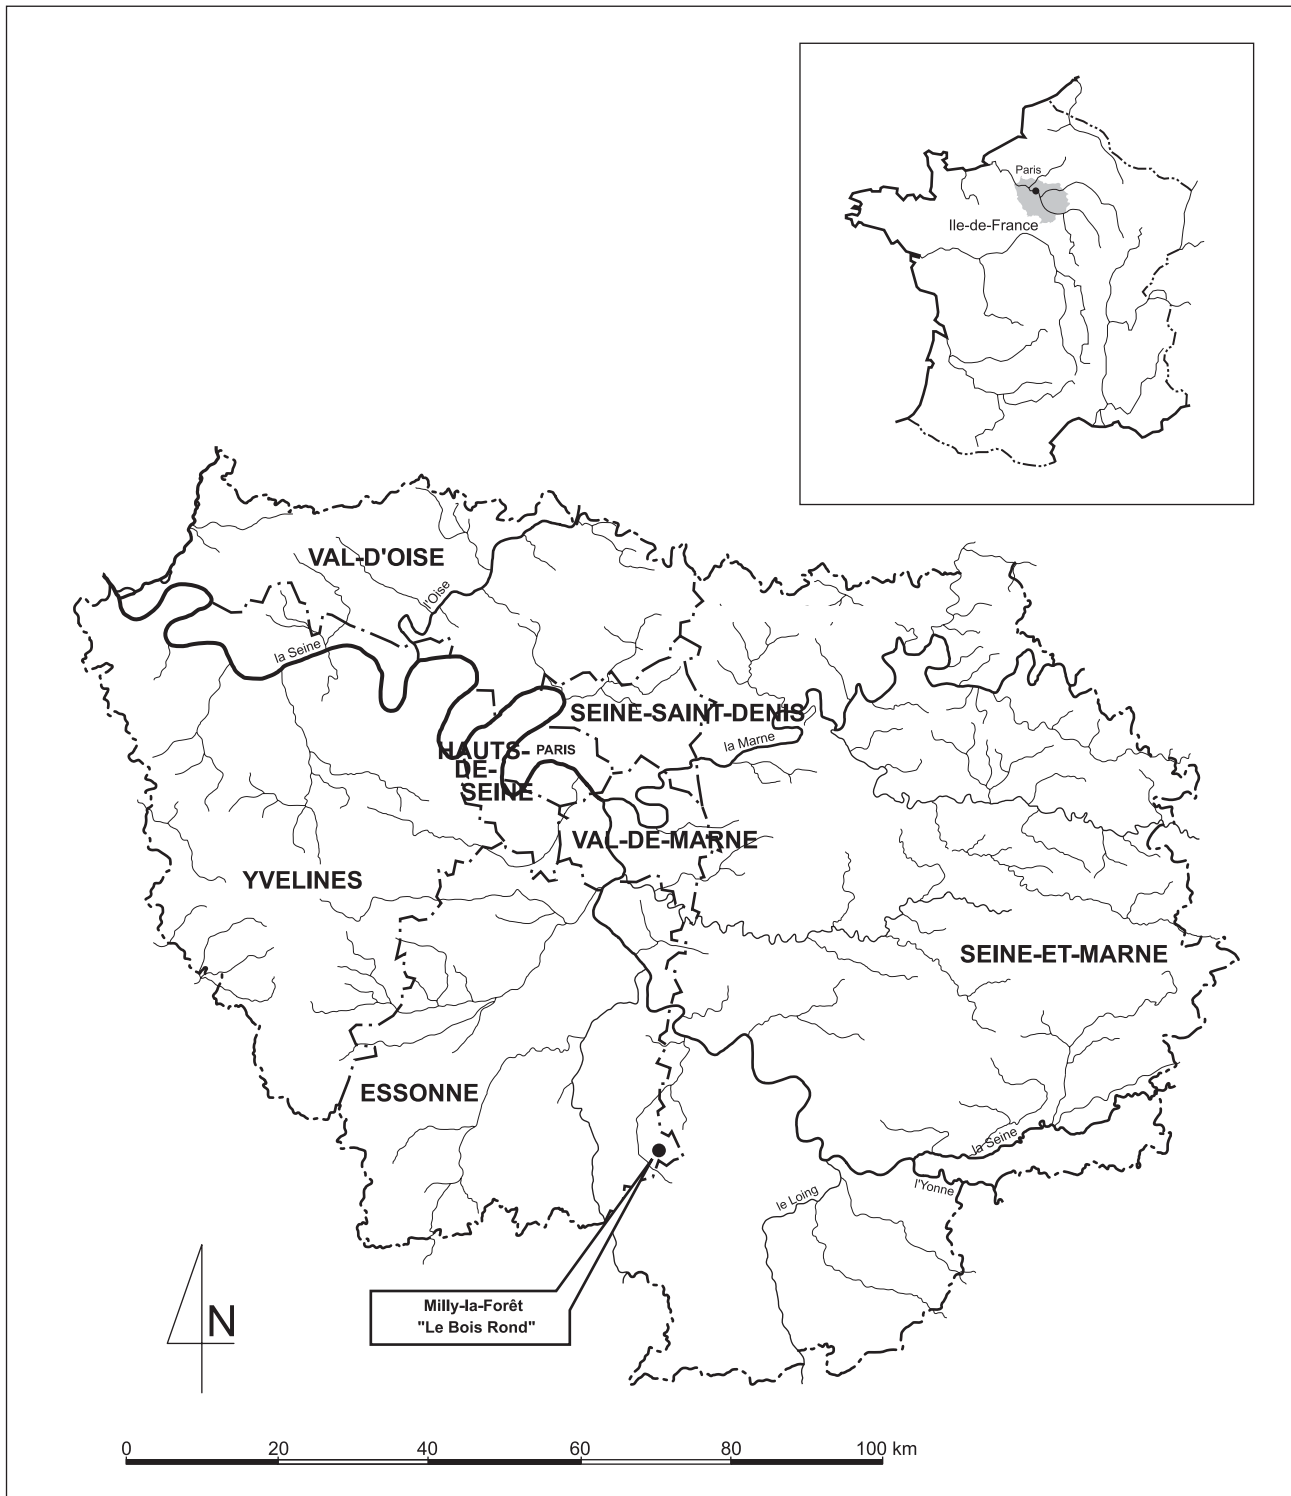 Paris
Ile-de-France
VAL-D'OISE
l'Oise
la Seine
SEINE-SAINT-DENIS
la Marne
HAUTS-
DE-
SEINE
PARIS
VAL-DE-MARNE
YVELINES
SEINE-ET-MARNE
ESSONNE
la Seine
l'Yonne
le Loing
Milly-la-Forêt
"Le Bois Rond"
N
0 20 40 60 80 100 km